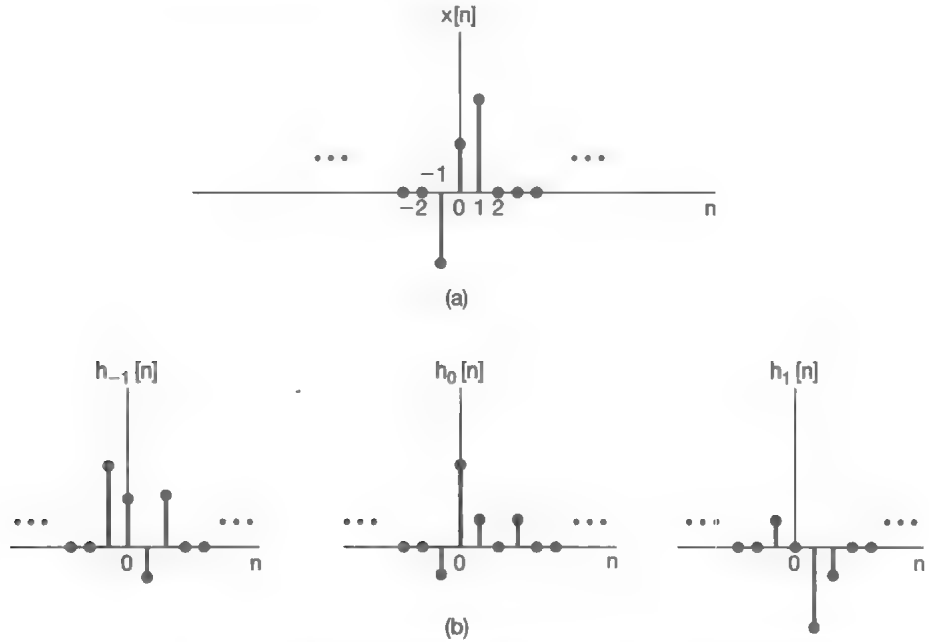 x[n]
... ...
−1
−2 0 1 2 n
(a)
h₋₁[n] h₀[n] h₁[n]
... ... ... ... ... ...
0 n 0 n 0 n
(b)